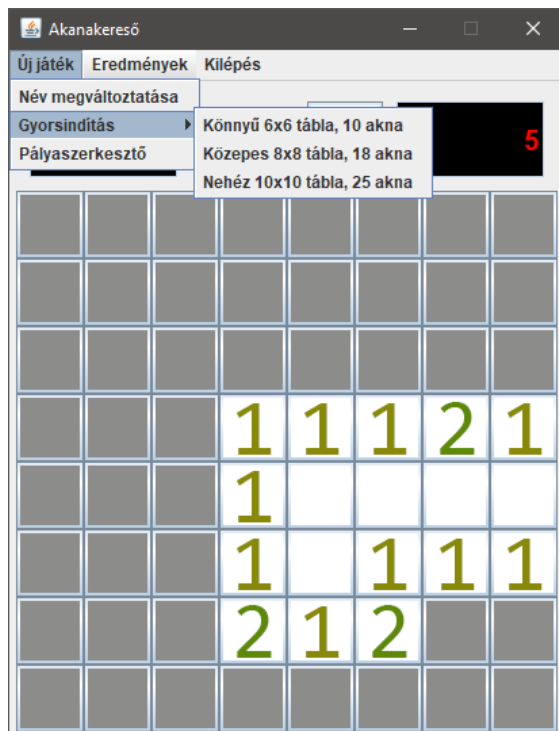 Akanakereső
Új játék Eredmények Kilépés
Név megváltoztatása
Gyorsindítás
Pályaszerkesztő
Könnyű 6x6 tábla, 10 akna
Közepes 8x8 tábla, 18 akna
Nehéz 10x10 tábla, 25 akna
5
1 1 1 2 1
1
1 1 1 1
2 1 2